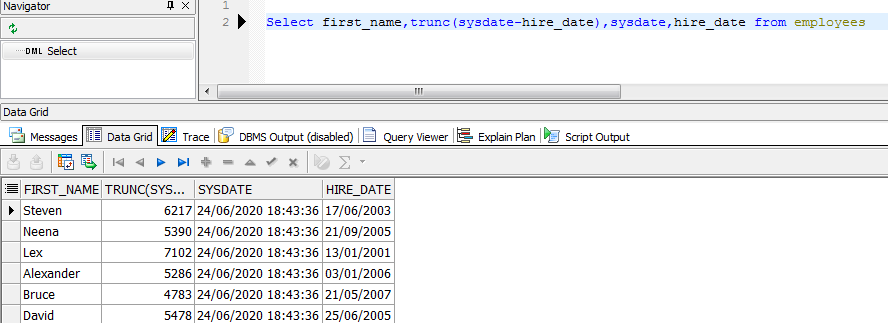 Navigator
DML Select
1
2 Select first_name,trunc(sysdate-hire_date),sysdate,hire_date from employees
Data Grid
Messages Data Grid Trace DBMS Output (disabled) Query Viewer Explain Plan Script Output
FIRST_NAME TRUNC(SYS... SYSDATE HIRE_DATE
Steven 6217 24/06/2020 18:43:36 17/06/2003
Neena 5390 24/06/2020 18:43:36 21/09/2005
Lex 7102 24/06/2020 18:43:36 13/01/2001
Alexander 5286 24/06/2020 18:43:36 03/01/2006
Bruce 4783 24/06/2020 18:43:36 21/05/2007
David 5478 24/06/2020 18:43:36 25/06/2005